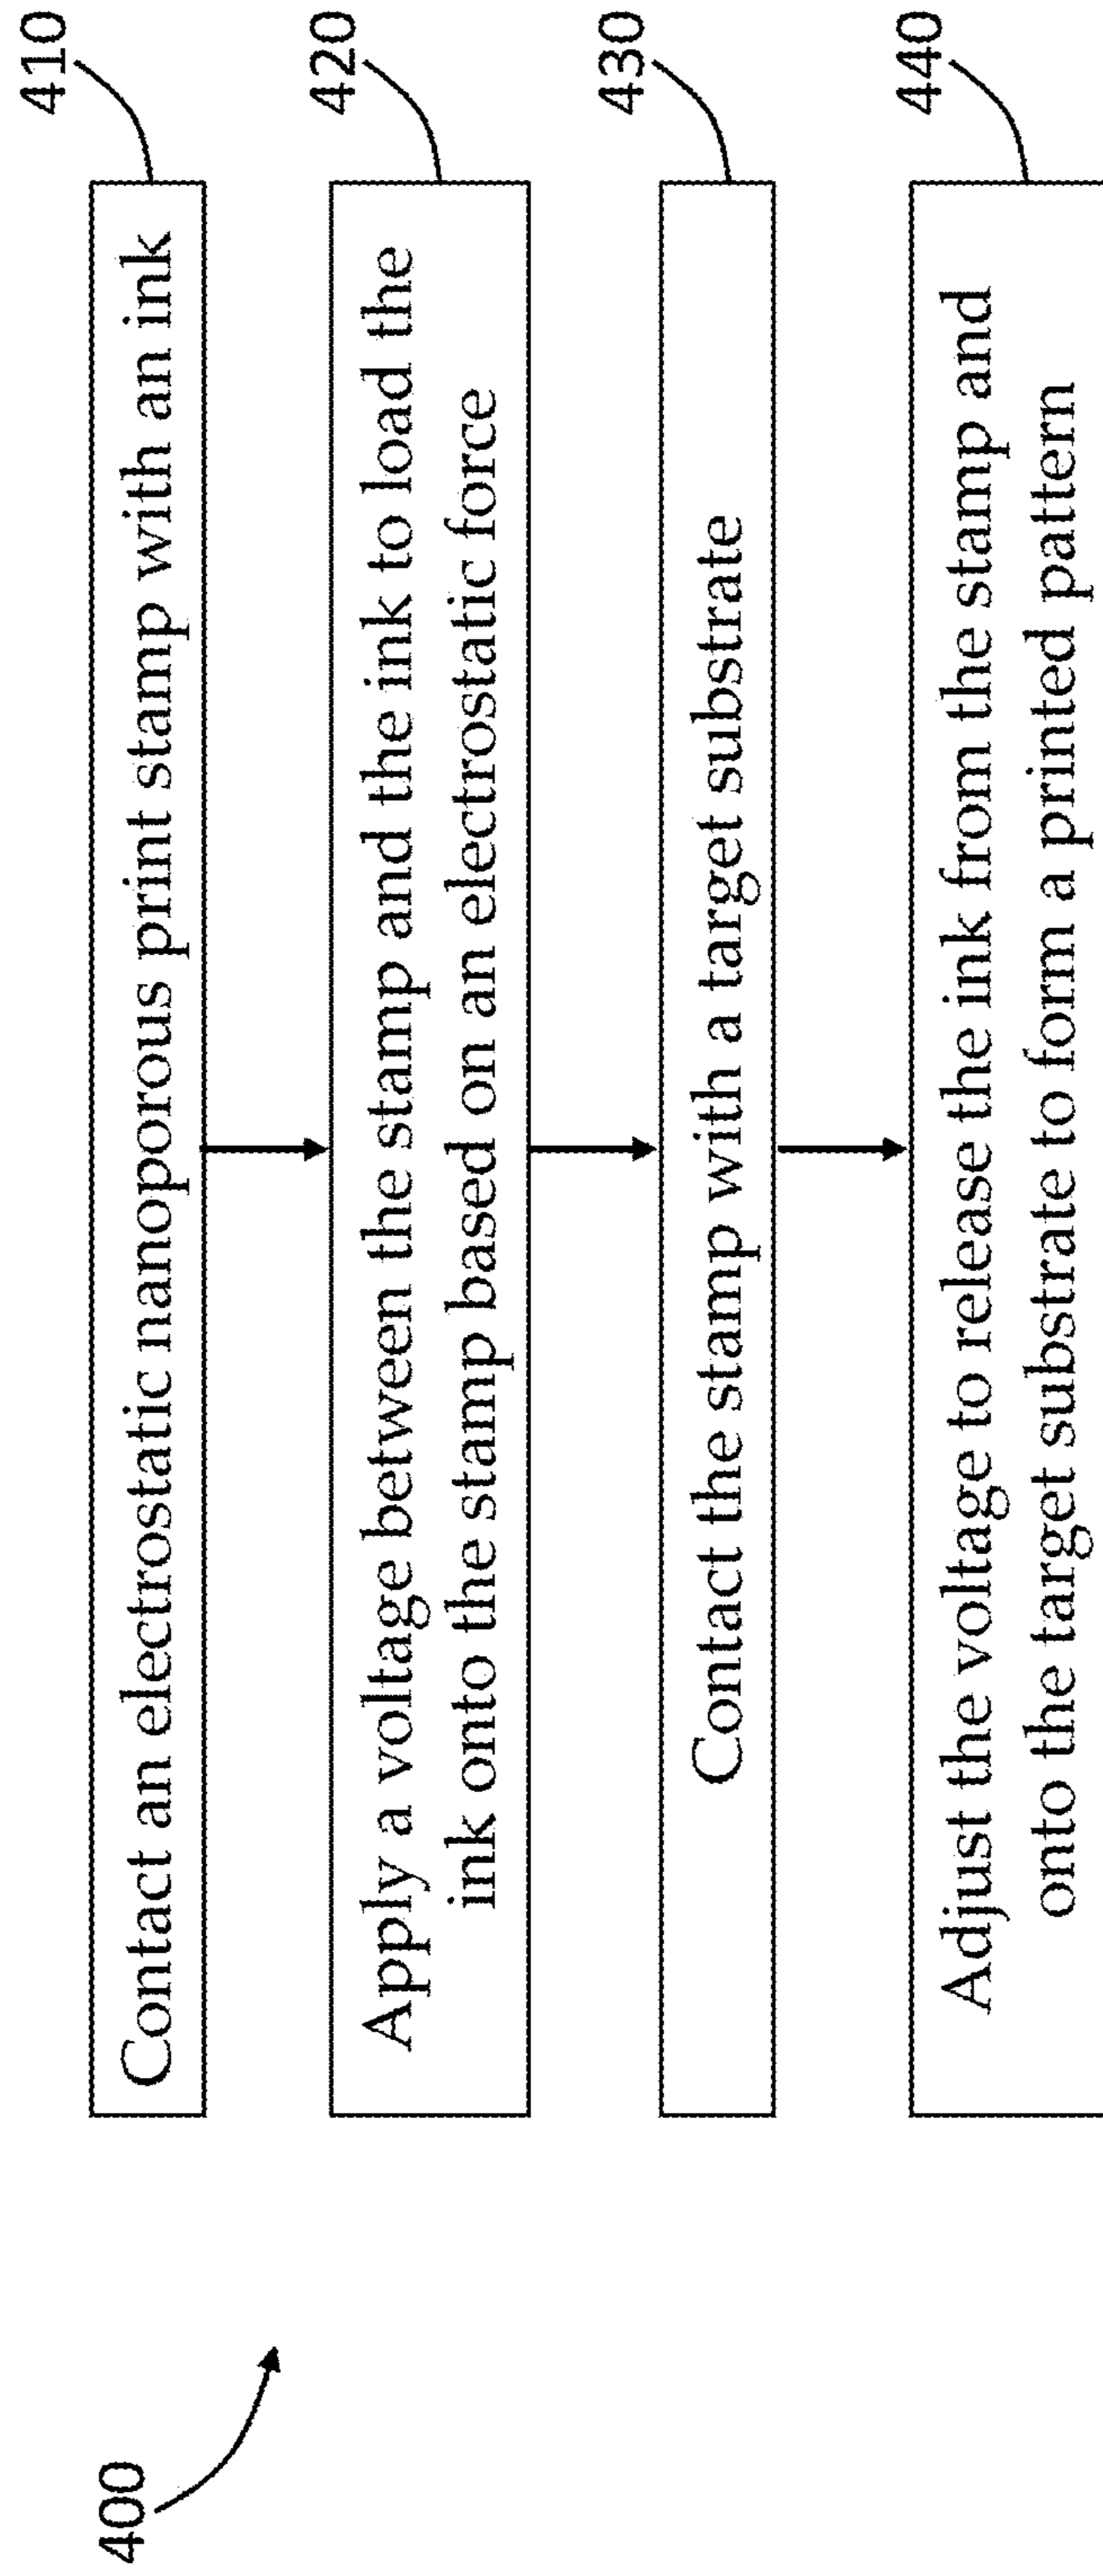 400
410
Contact an electrostatic nanoporous print stamp with an ink
420
Apply a voltage between the stamp and the ink to load the
ink onto the stamp based on an electrostatic force
430
Contact the stamp with a target substrate
440
Adjust the voltage to release the ink from the stamp and
onto the target substrate to form a printed pattern